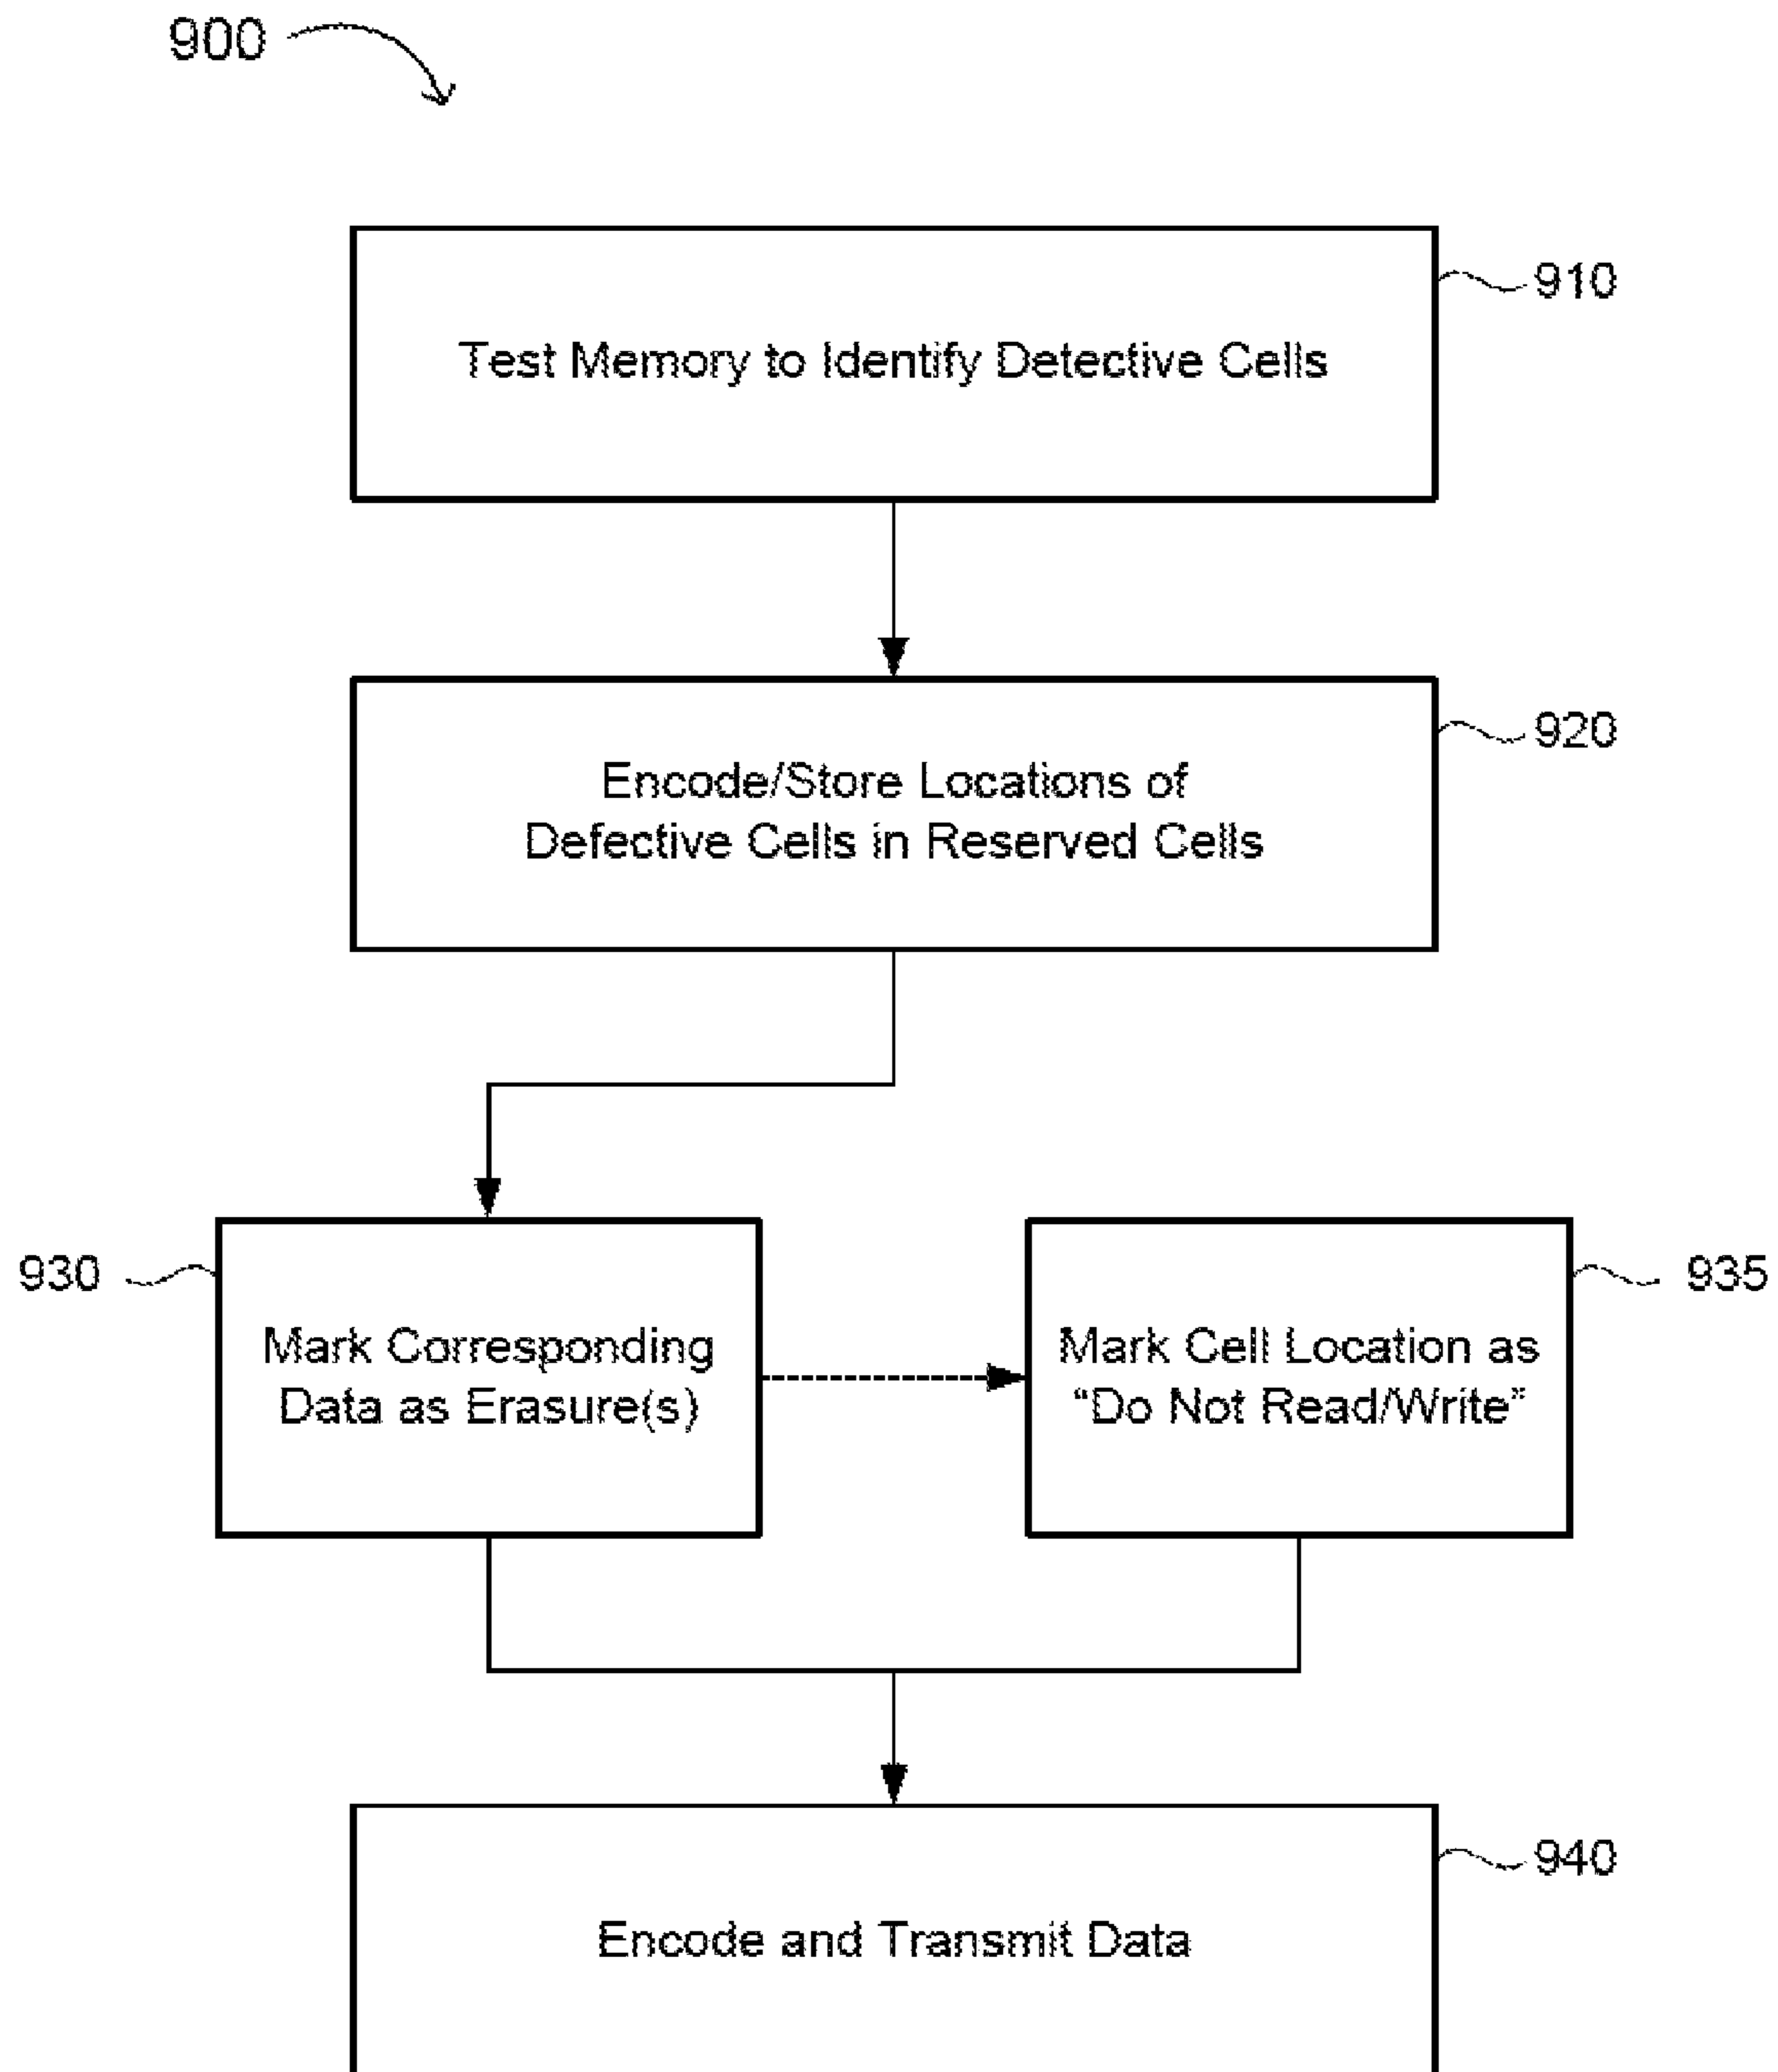 900
910
Test Memory to Identify Detective Cells
920
Encode/Store Locations of
Defective Cells in Reserved Cells
930
935
Mark Corresponding
Data as Erasure(s)
Mark Cell Location as
“Do Not Read/Write”
940
Encode and Transmit Data